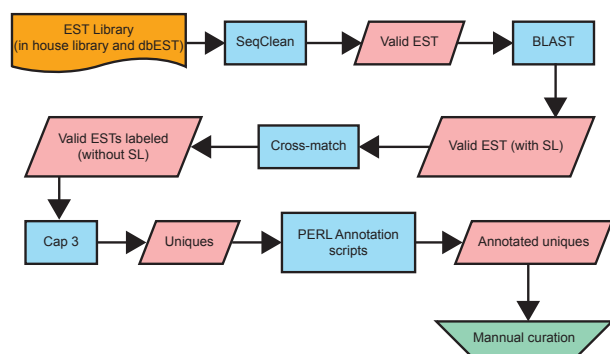 EST Library
(in house library and dbEST)
SeqClean
Valid EST
BLAST
Valid ESTs labeled
(without SL)
Cross-match
Valid EST (with SL)
Cap 3
Uniques
PERL Annotation
scripts
Annotated uniques
Mannual curation